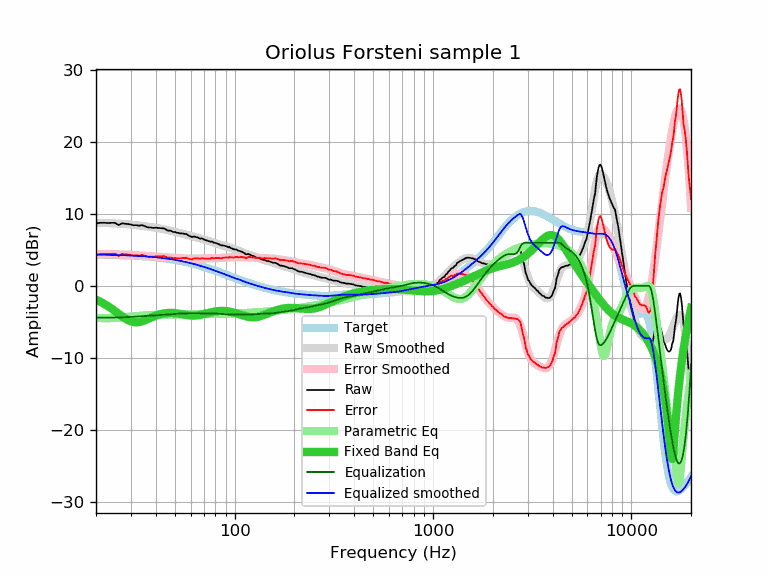 Oriolus Forsteni sample 1
30
20
10
0
−10
−20
−30
Amplitude (dBr)
Target
Raw Smoothed
Error Smoothed
Raw
Error
Parametric Eq
Fixed Band Eq
Equalization
Equalized smoothed
100
1000
10000
Frequency (Hz)